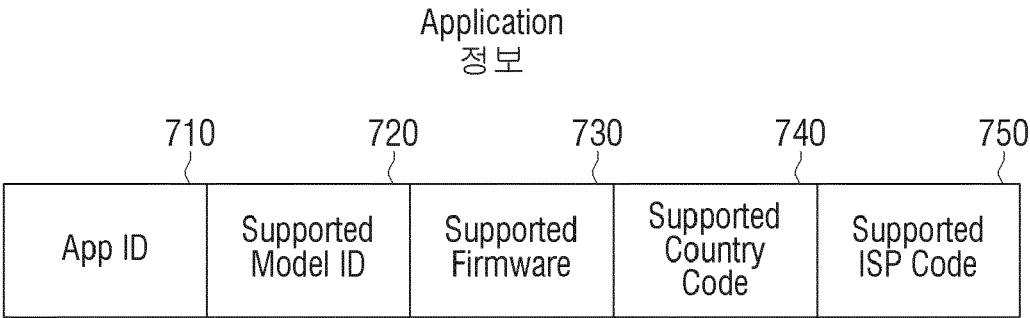 Application
정보
710
720
730
740
750
App ID
Supported
Model ID
Supported
Firmware
Supported
Country
Code
Supported
ISP Code